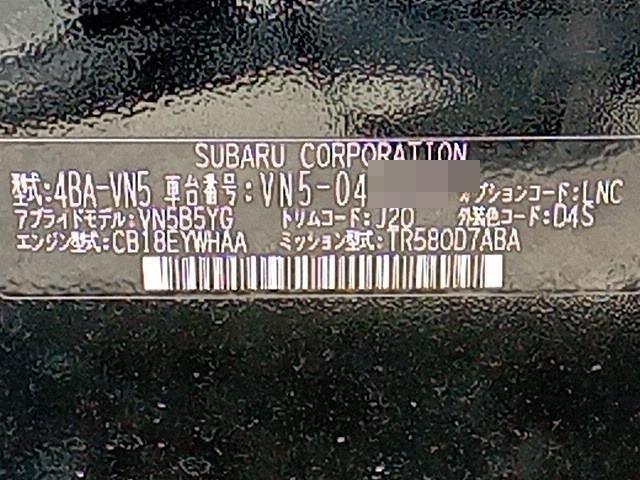 SUBARU CORPORATION
型式:4BA-VN5 車台番号:VN5-04 オプションコード:LNC
アプライドモデル:VN5B5YG トリムコード:J20 外装色コード:D4S
エンジン型式:CB18EYWHAA ミッション型式:TR580D7ABA